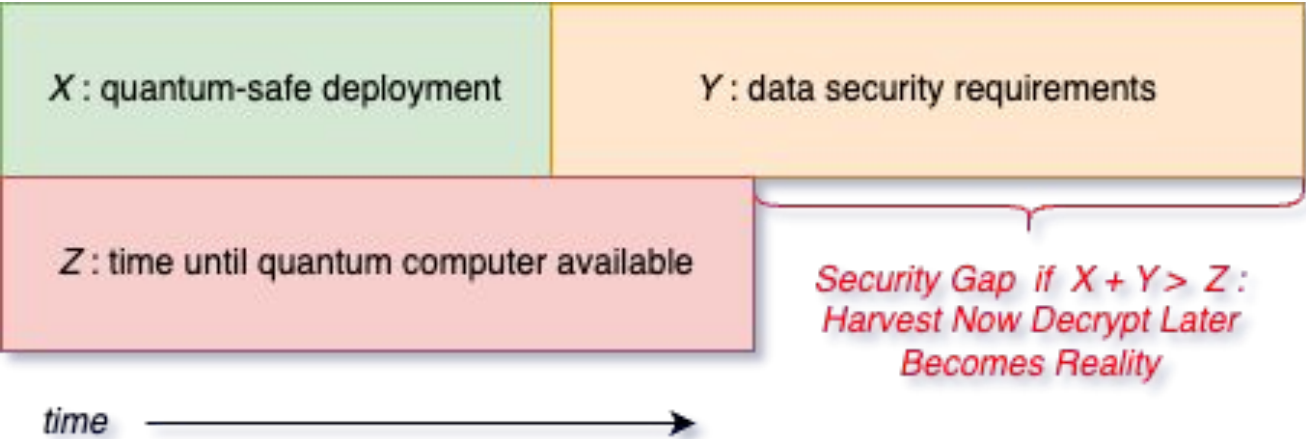 X : quantum-safe deployment
Y : data security requirements
Z : time until quantum computer available
Security Gap if X + Y > Z :
Harvest Now Decrypt Later
Becomes Reality
time